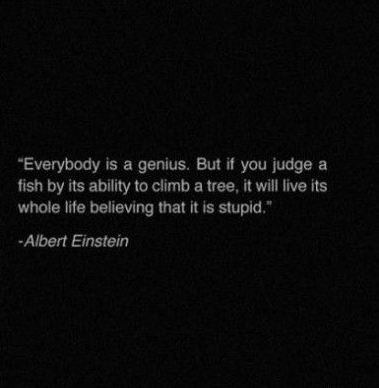 “Everybody is a genius. But if you judge a
fish by its ability to climb a tree, it will live its
whole life believing that it is stupid.”
-Albert Einstein